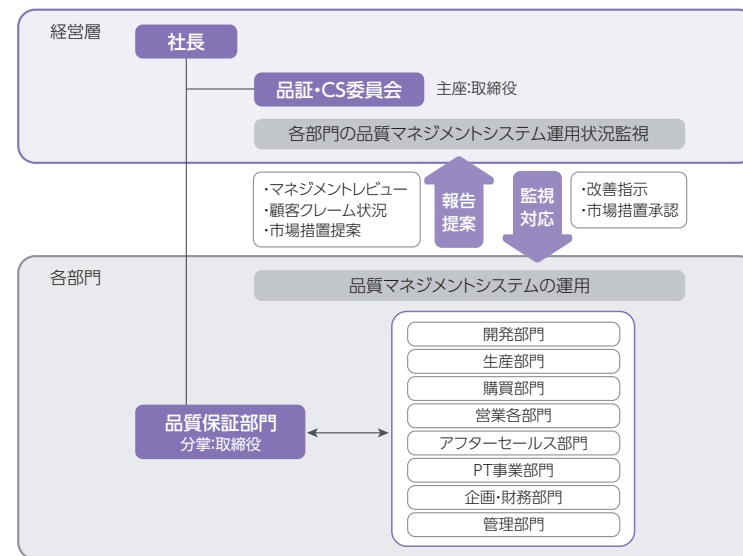 経営層
社長
品証・CS委員会
主座:取締役
各部門の品質マネジメントシステム運用状況監視
・マネジメントレビュー
・顧客クレーム状況
・市場措置提案
報告
提案
監視
対応
・改善指示
・市場措置承認
各部門
品質マネジメントシステムの運用
品質保証部門
分掌:取締役
開発部門
生産部門
購買部門
営業各部門
アフターセールス部門
PT事業部門
企画・財務部門
管理部門